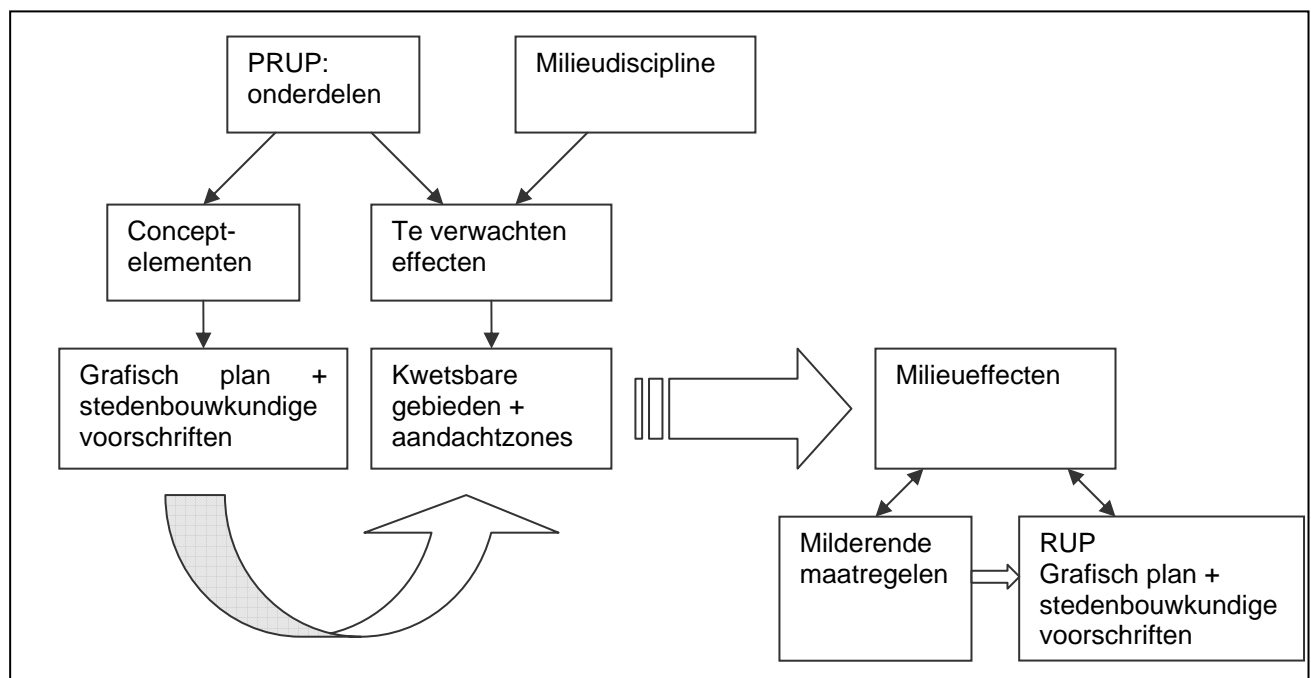 PRUP:
onderdelen
Milieudiscipline
Concept-
elementen
Te verwachten
effecten
Grafisch plan +
stedenbouwkundige
voorschriften
Kwetsbare
gebieden +
aandachtzones
Milieueffecten
Milderende
maatregelen
RUP
Grafisch plan +
stedenbouwkundige
voorschriften